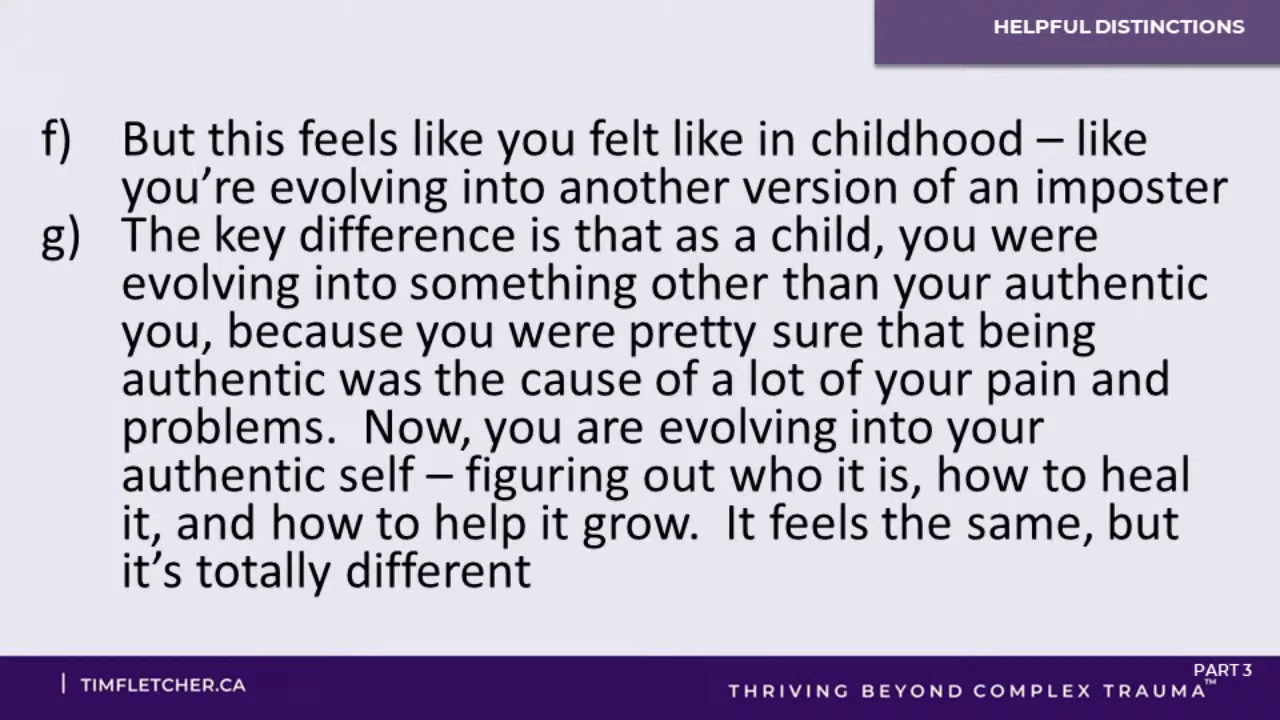 HELPFUL DISTINCTIONS
f) But this feels like you felt like in childhood – like
you’re evolving into another version of an imposter
g) The key difference is that as a child, you were
evolving into something other than your authentic
you, because you were pretty sure that being
authentic was the cause of a lot of your pain and
problems.  Now, you are evolving into your
authentic self – figuring out who it is, how to heal
it, and how to help it grow.  It feels the same, but
it’s totally different
| TIMFLETCHER.CA
PART 3
THRIVING BEYOND COMPLEX TRAUMA™